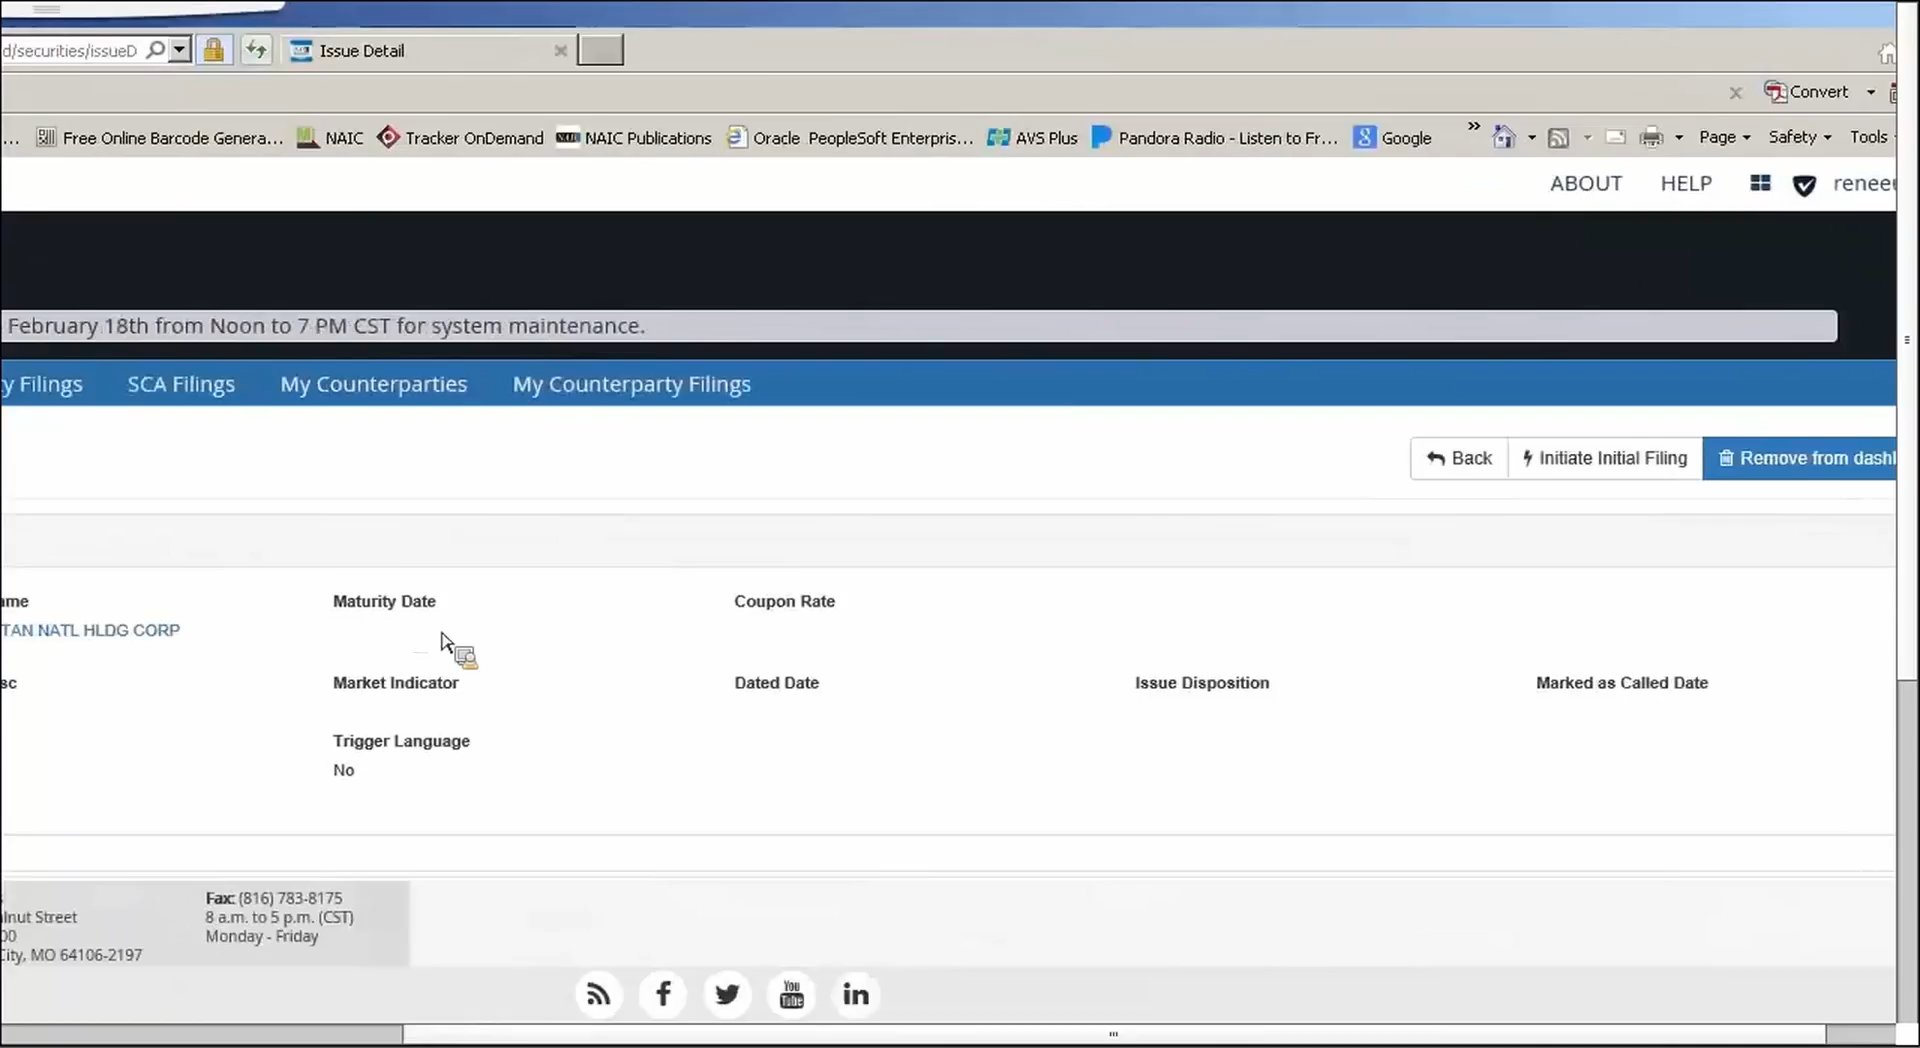 d/securities/issueD
Issue Detail
Convert
... Free Online Barcode Genera... NAIC Tracker OnDemand NAIC Publications Oracle PeopleSoft Enterpris... AVS Plus Pandora Radio - Listen to Fr... Google » Page Safety Tools
ABOUT HELP renee
February 18th from Noon to 7 PM CST for system maintenance.
y Filings SCA Filings My Counterparties My Counterparty Filings
Back Initiate Initial Filing Remove from dashl
ame Maturity Date Coupon Rate
TAN NATL HLDG CORP
sc Market Indicator Dated Date Issue Disposition Marked as Called Date
Trigger Language
No
Fax: (816) 783-8175
lnut Street 8 a.m. to 5 p.m. (CST)
00 Monday - Friday
City, MO 64106-2197
You Tube